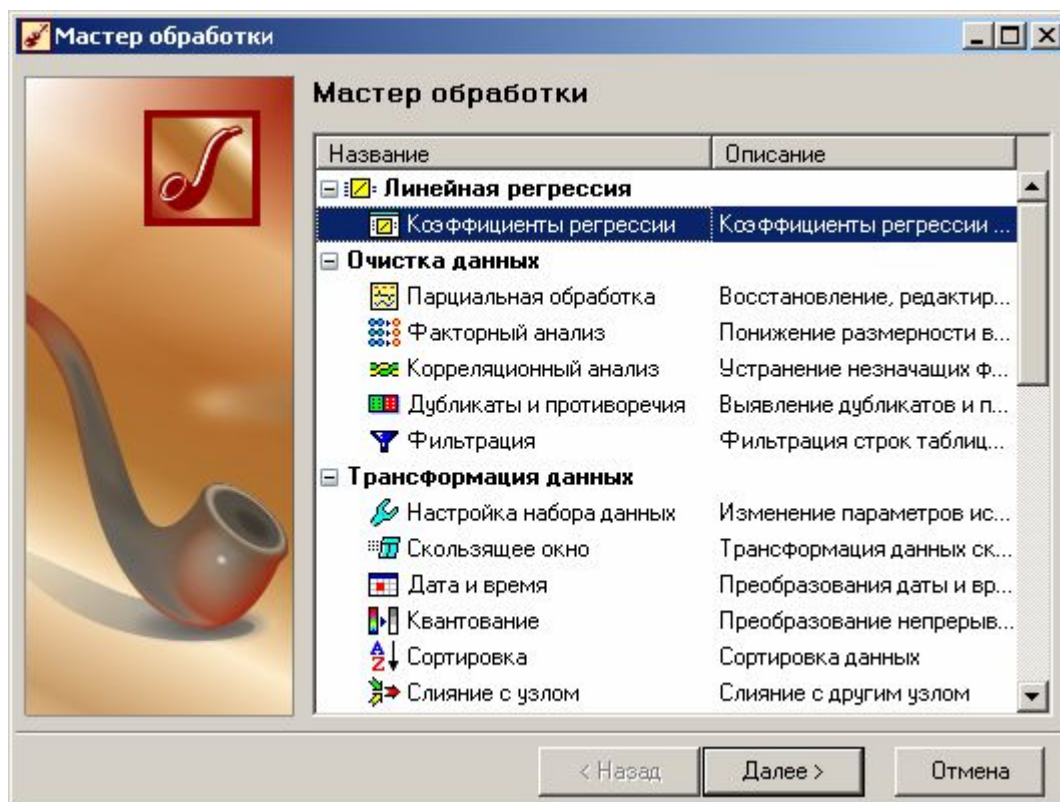 Мастер обработки
Мастер обработки
Название Описание
Линейная регрессия
Коэффициенты регрессии Коэффициенты регрессии ...
Очистка данных
Парциальная обработка Восстановление, редактир...
Факторный анализ Понижение размерности в...
Корреляционный анализ Устранение незначащих ф...
Дубликаты и противоречия Выявление дубликатов и п...
Фильтрация Фильтрация строк таблиц...
Трансформация данных
Настройка набора данных Изменение параметров ис...
Скользящее окно Трансформация данных ск...
Дата и время Преобразования даты и вр...
Квантование Преобразование непрерыв...
Сортировка Сортировка данных
Слияние с узлом Слияние с другим узлом
< Назад Далее > Отмена